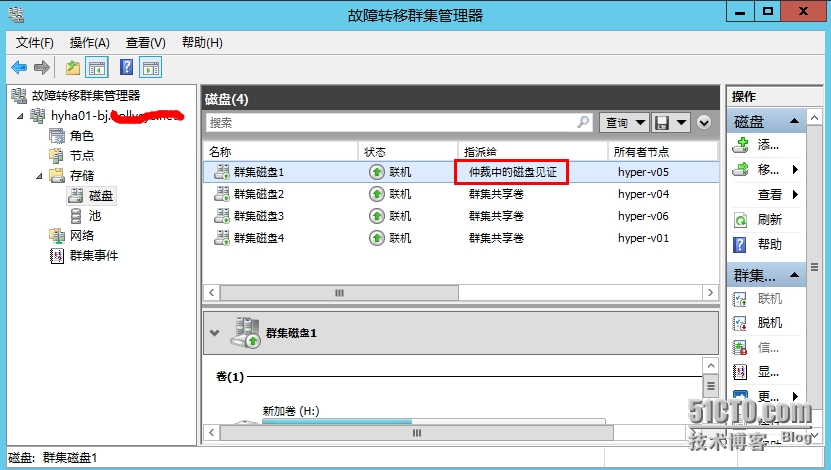 故障转移群集管理器
文件(F) 操作(A) 查看(V) 帮助(H)
故障转移群集管理器
hyha01-bj.
角色
节点
存储
磁盘
池
网络
群集事件
磁盘(4)
搜索 查询
名称 状态 指派给 所有者节点
群集磁盘1 联机 仲裁中的磁盘见证 hyper-v05
群集磁盘2 联机 群集共享卷 hyper-v04
群集磁盘3 联机 群集共享卷 hyper-v06
群集磁盘4 联机 群集共享卷 hyper-v01
群集磁盘1
卷(1)
新加卷 (H:)
操作
磁盘
添...
移...
查看
刷新
帮助
群集...
联机
脱机
信...
显...
更...
51CTO.com
技术博客 Blog
磁盘: 群集磁盘1